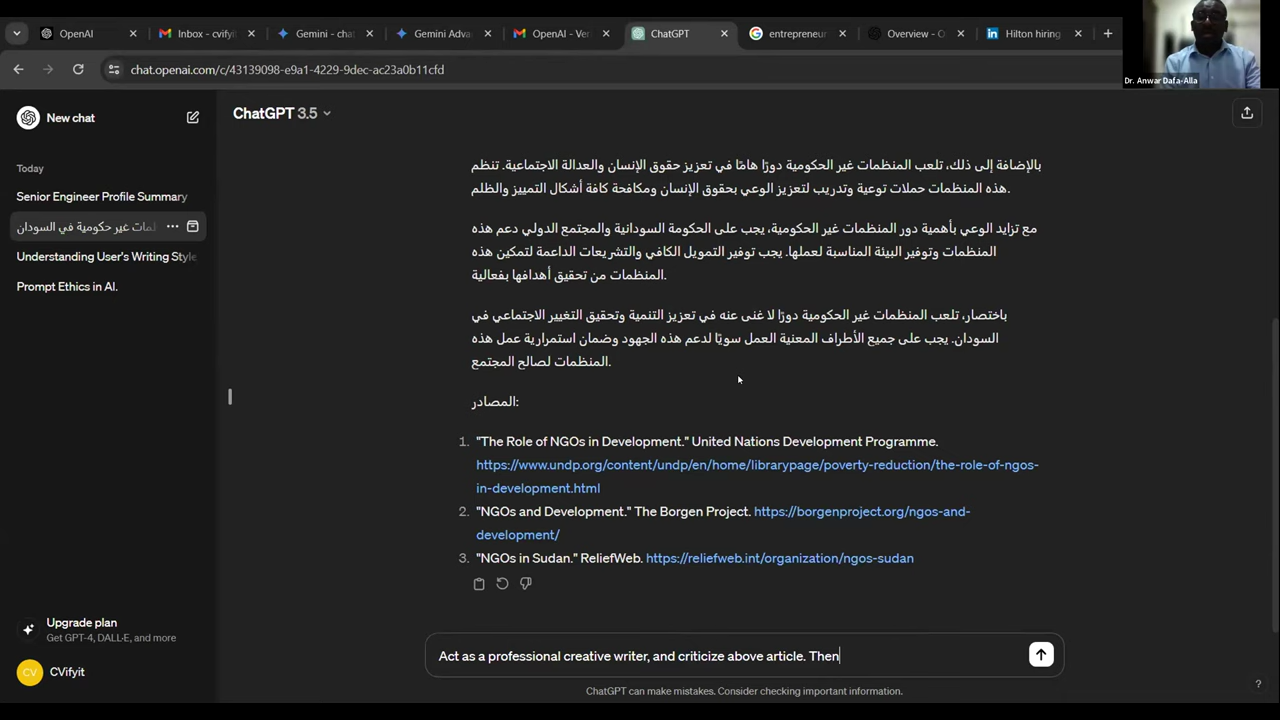 OpenAI
Inbox - cvifyi
Gemini - chat
Gemini Adva
OpenAI - Veri
ChatGPT
entrepreneur
Overview - O
Hilton hiring
chat.openai.com/c/43139098-e9a1-4229-9dec-ac23a0b11cfd
Dr. Anwar Dafa-Alla
New chat
ChatGPT 3.5
Today
Senior Engineer Profile Summary
مات غير حكومية في السودان
Understanding User's Writing Style
Prompt Ethics in AI.
بالإضافة إلى ذلك، تلعب المنظمات غير الحكومية دورًا هامًا في تعزيز حقوق الإنسان والعدالة الاجتماعية. تنظم
هذه المنظمات حملات توعية وتدريب لتعزيز الوعي بحقوق الإنسان ومكافحة كافة أشكال التمييز والظلم.
مع تزايد الوعي بأهمية دور المنظمات غير الحكومية، يجب على الحكومة السودانية والمجتمع الدولي دعم هذه
المنظمات وتوفير البيئة المناسبة لعملها. يجب توفير التمويل الكافي والتشريعات الداعمة لتمكين هذه
المنظمات من تحقيق أهدافها بفعالية.
باختصار، تلعب المنظمات غير الحكومية دورًا لا غنى عنه في تعزيز التنمية وتحقيق التغيير الاجتماعي في
السودان. يجب على جميع الأطراف المعنية العمل سويًا لدعم هذه الجهود وضمان استمرارية عمل هذه
المنظمات لصالح المجتمع.
المصادر:
1. "The Role of NGOs in Development." United Nations Development Programme.
https://www.undp.org/content/undp/en/home/librarypage/poverty-reduction/the-role-of-ngos-
in-development.html
2. "NGOs and Development." The Borgen Project. https://borgenproject.org/ngos-and-
development/
3. "NGOs in Sudan." ReliefWeb. https://reliefweb.int/organization/ngos-sudan
Upgrade plan
Get GPT-4, DALL·E, and more
CV
CVifyit
Act as a professional creative writer, and criticize above article. Then
ChatGPT can make mistakes. Consider checking important information.
?